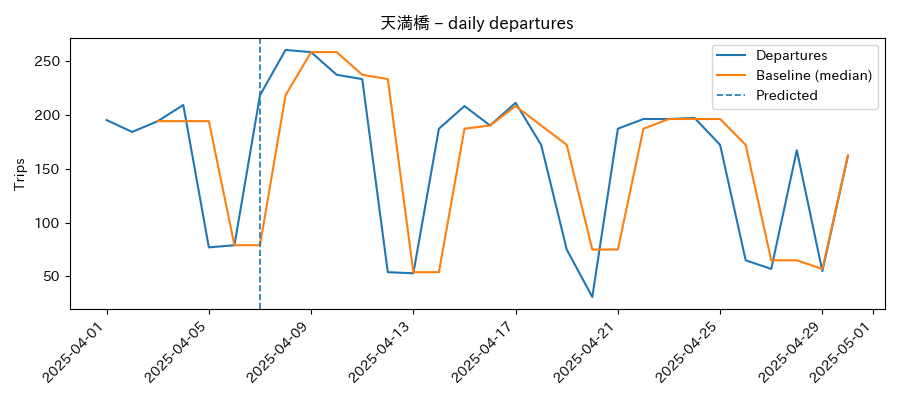 天満橋 – daily departures
Departures
Baseline (median)
Predicted
Trips
250
200
150
100
50
2025-04-01
2025-04-05
2025-04-09
2025-04-13
2025-04-17
2025-04-21
2025-04-25
2025-04-29
2025-05-01